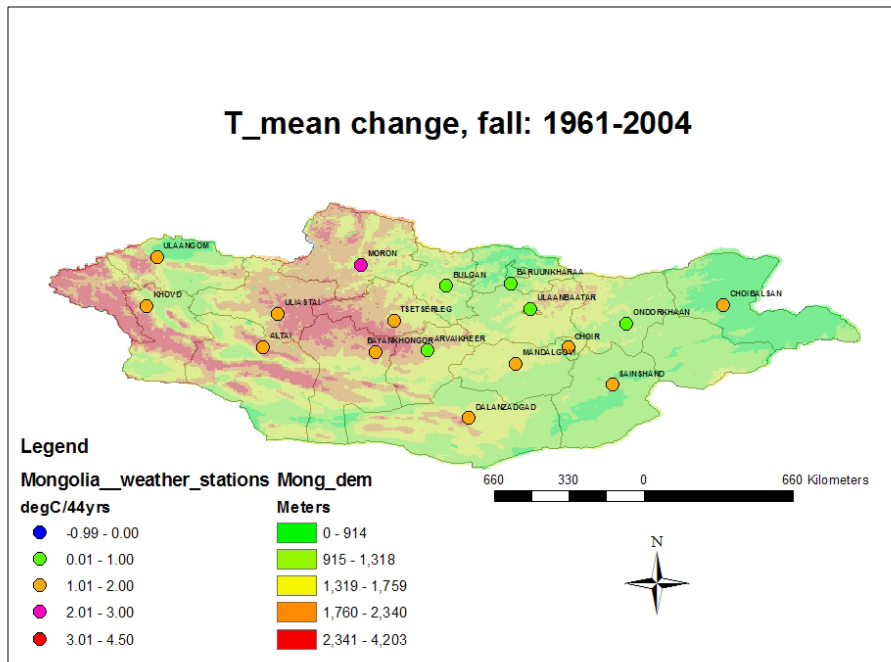 T_mean change, fall: 1961-2004
ULAANGOM
MORON
BULGAN
BARUUNKHARAA
KHOVD
ULIASTAI
TSETSERLEG
ULAANBAATAR
ONDORKHAAN
CHOIBALSAN
ALTAI
BAYANKHONGOR
ARVAIKHEER
CHOIR
MANDALGOVI
SAINSHAND
DALANZADGAD
Legend
Mongolia__weather_stations
degC/44yrs
-0.99 - 0.00
0.01 - 1.00
1.01 - 2.00
2.01 - 3.00
3.01 - 4.50
Mong_dem
Meters
0 - 914
915 - 1,318
1,319 - 1,759
1,760 - 2,340
2,341 - 4,203
660 330 0 660 Kilometers
N